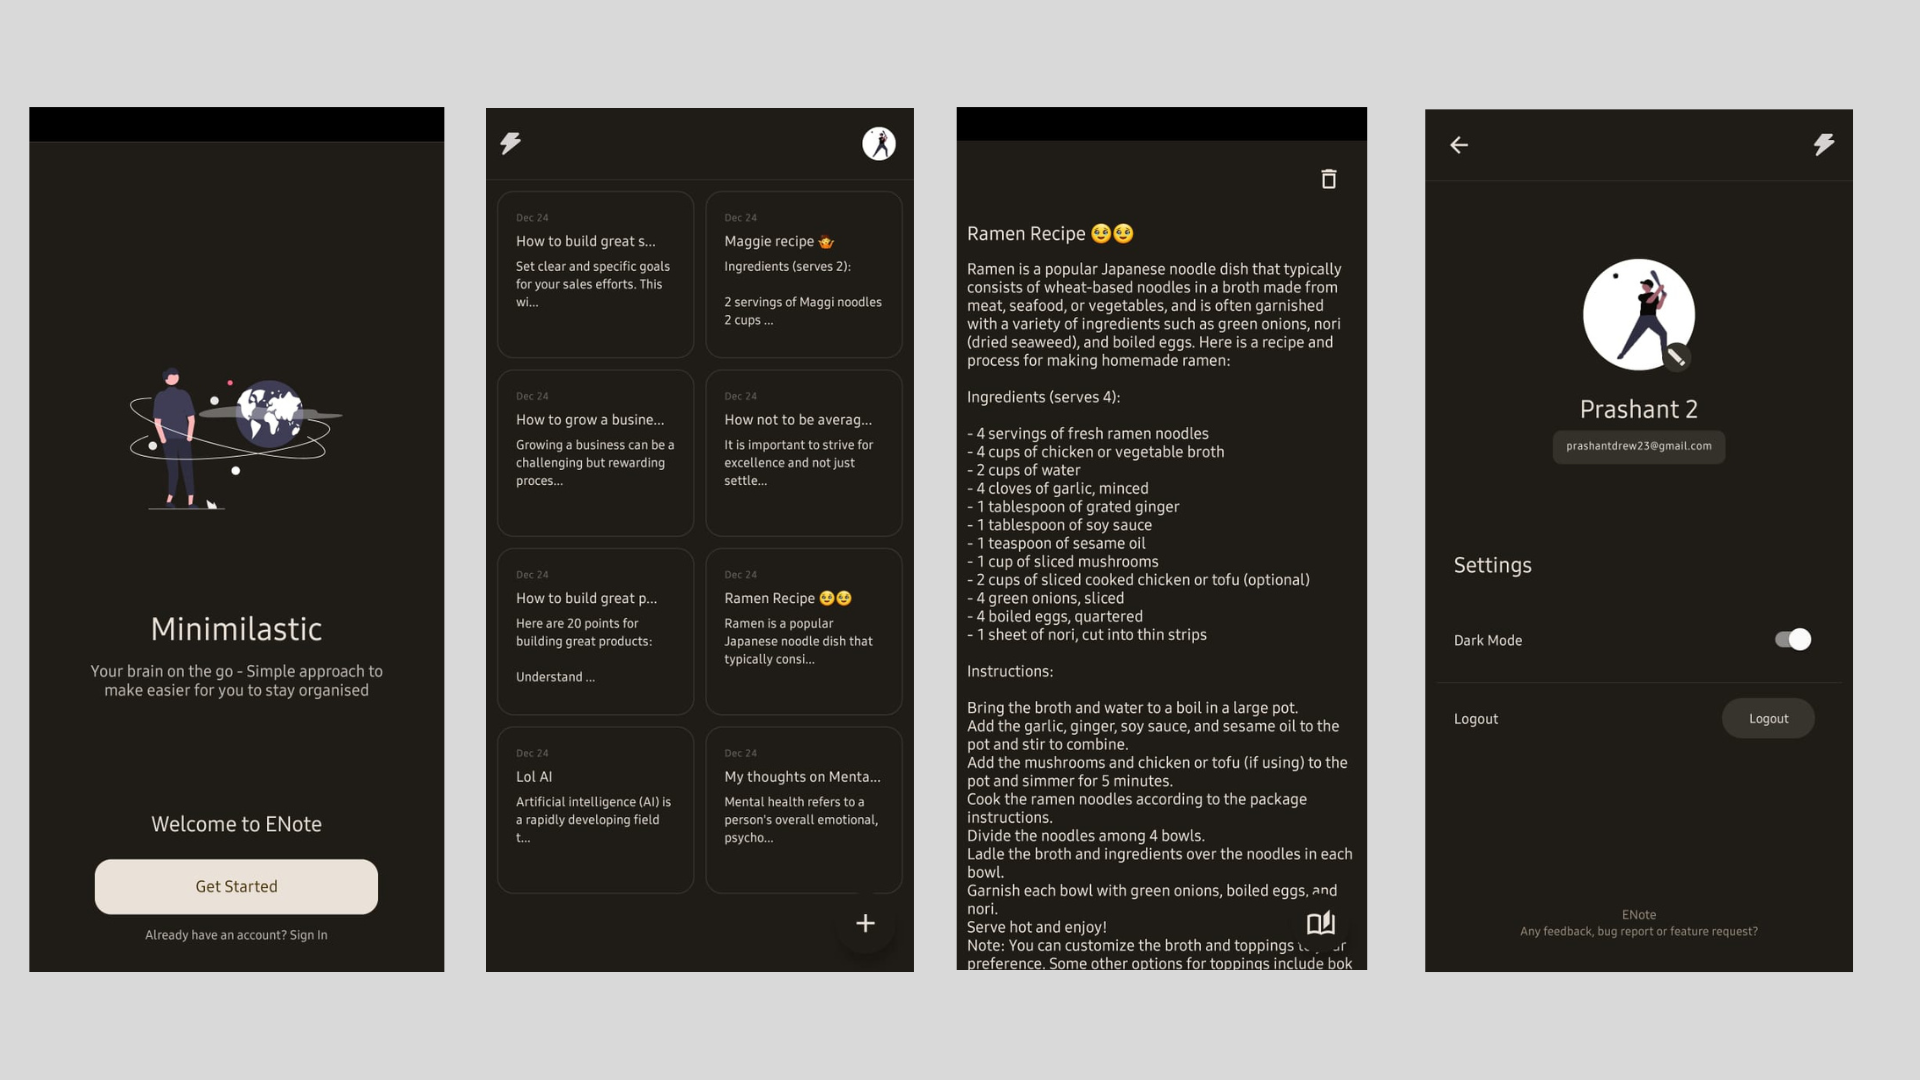 Minimilastic
Your brain on the go - Simple approach to
make easier for you to stay organised
Welcome to ENote
Get Started
Already have an account? Sign In
Dec 24
How to build great s...
Set clear and specific goals
for your sales efforts. This
wi...
Dec 24
Maggie recipe 
Ingredients (serves 2):
2 servings of Maggi noodles
2 cups ...
Dec 24
How to grow a busine...
Growing a business can be a
challenging but rewarding
proces...
Dec 24
How not to be averag...
It is important to strive for
excellence and not just
settle...
Dec 24
How to build great p...
Here are 20 points for
building great products:
Understand ...
Dec 24
Ramen Recipe 🥹🥹
Ramen is a popular
Japanese noodle dish that
typically consi...
Dec 24
Lol AI
Artificial intelligence (AI) is
a rapidly developing field
t...
Dec 24
My thoughts on Menta...
Mental health refers to a
person's overall emotional,
psycho...
Ramen Recipe 🥹🥹
Ramen is a popular Japanese noodle dish that typically
consists of wheat-based noodles in a broth made from
meat, seafood, or vegetables, and is often garnished
with a variety of ingredients such as green onions, nori
(dried seaweed), and boiled eggs. Here is a recipe and
process for making homemade ramen:
Ingredients (serves 4):
- 4 servings of fresh ramen noodles
- 4 cups of chicken or vegetable broth
- 2 cups of water
- 4 cloves of garlic, minced
- 1 tablespoon of grated ginger
- 1 tablespoon of soy sauce
- 1 teaspoon of sesame oil
- 1 cup of sliced mushrooms
- 2 cups of sliced cooked chicken or tofu (optional)
- 4 green onions, sliced
- 4 boiled eggs, quartered
- 1 sheet of nori, cut into thin strips
Instructions:
Bring the broth and water to a boil in a large pot.
Add the garlic, ginger, soy sauce, and sesame oil to the
pot and stir to combine.
Add the mushrooms and chicken or tofu (if using) to the
pot and simmer for 5 minutes.
Cook the ramen noodles according to the package
instructions.
Divide the noodles among 4 bowls.
Ladle the broth and ingredients over the noodles in each
bowl.
Garnish each bowl with green onions, boiled eggs, and
nori.
Serve hot and enjoy!
Note: You can customize the broth and toppings
preference. Some other options for toppings include bok
Prashant 2
prashantdrew23@gmail.com
Settings
Dark Mode
Logout
Logout
ENote
Any feedback, bug report or feature request?